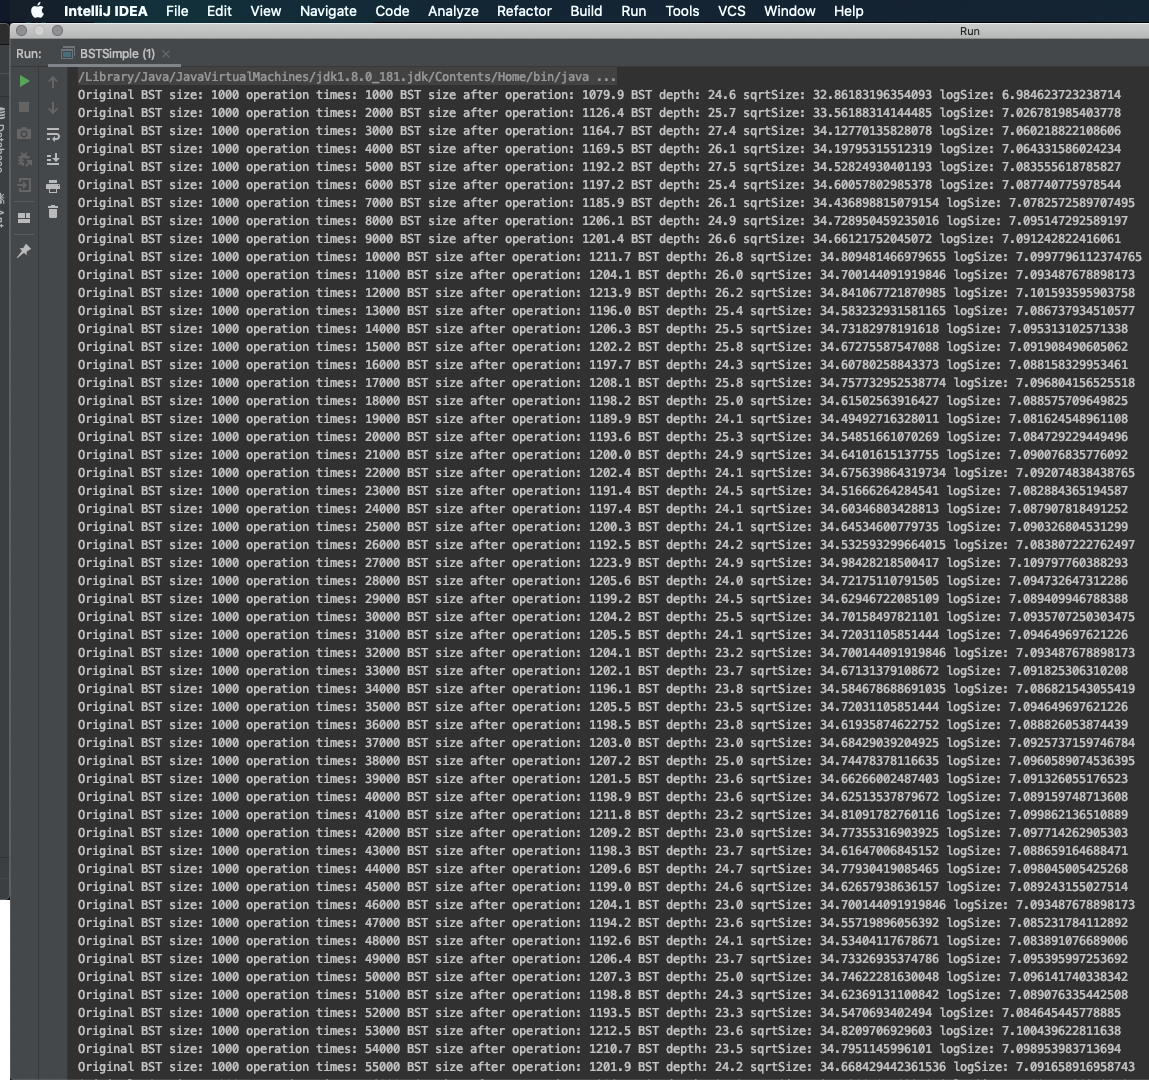 IntelliJ IDEA File Edit View Navigate Code Analyze Refactor Build Run Tools VCS Window Help
Run
Run: BSTSimple (1)
/Library/Java/JavaVirtualMachines/jdk1.8.0_181.jdk/Contents/Home/bin/java ...
Original BST size: 1000 operation times: 1000 BST size after operation: 1079.9 BST depth: 24.6 sqrtSize: 32.86183196354093 logSize: 6.984623723238714
Original BST size: 1000 operation times: 2000 BST size after operation: 1126.4 BST depth: 25.7 sqrtSize: 33.56188314144485 logSize: 7.026781985403778
Original BST size: 1000 operation times: 3000 BST size after operation: 1164.7 BST depth: 27.4 sqrtSize: 34.12770135828078 logSize: 7.060218822108606
Original BST size: 1000 operation times: 4000 BST size after operation: 1169.5 BST depth: 26.1 sqrtSize: 34.19795315512319 logSize: 7.064331586024234
Original BST size: 1000 operation times: 5000 BST size after operation: 1192.2 BST depth: 27.5 sqrtSize: 34.52824930401193 logSize: 7.083555618785827
Original BST size: 1000 operation times: 6000 BST size after operation: 1197.2 BST depth: 25.4 sqrtSize: 34.60057802985378 logSize: 7.087740775978544
Original BST size: 1000 operation times: 7000 BST size after operation: 1185.9 BST depth: 26.1 sqrtSize: 34.436898815079154 logSize: 7.0782572589707495
Original BST size: 1000 operation times: 8000 BST size after operation: 1206.1 BST depth: 24.9 sqrtSize: 34.728950459235016 logSize: 7.095147292589197
Original BST size: 1000 operation times: 9000 BST size after operation: 1201.4 BST depth: 26.6 sqrtSize: 34.66121752045072 logSize: 7.091242822416061
Original BST size: 1000 operation times: 10000 BST size after operation: 1211.7 BST depth: 26.8 sqrtSize: 34.809481466979655 logSize: 7.0997796112374765
Original BST size: 1000 operation times: 11000 BST size after operation: 1204.1 BST depth: 26.0 sqrtSize: 34.700144091919846 logSize: 7.093487678898173
Original BST size: 1000 operation times: 12000 BST size after operation: 1213.9 BST depth: 26.2 sqrtSize: 34.841067721870985 logSize: 7.101593595903758
Original BST size: 1000 operation times: 13000 BST size after operation: 1196.0 BST depth: 25.4 sqrtSize: 34.583232931581165 logSize: 7.086737934510577
Original BST size: 1000 operation times: 14000 BST size after operation: 1206.3 BST depth: 25.5 sqrtSize: 34.73182978191618 logSize: 7.095313102571338
Original BST size: 1000 operation times: 15000 BST size after operation: 1202.2 BST depth: 25.8 sqrtSize: 34.67275587547088 logSize: 7.091908490605062
Original BST size: 1000 operation times: 16000 BST size after operation: 1197.7 BST depth: 24.3 sqrtSize: 34.60780258843373 logSize: 7.088158329953461
Original BST size: 1000 operation times: 17000 BST size after operation: 1208.1 BST depth: 25.8 sqrtSize: 34.757732952538774 logSize: 7.096804156525518
Original BST size: 1000 operation times: 18000 BST size after operation: 1198.2 BST depth: 25.0 sqrtSize: 34.61502563916427 logSize: 7.088575709649825
Original BST size: 1000 operation times: 19000 BST size after operation: 1189.9 BST depth: 24.1 sqrtSize: 34.49492716328011 logSize: 7.081624548961108
Original BST size: 1000 operation times: 20000 BST size after operation: 1193.6 BST depth: 25.3 sqrtSize: 34.54851661070269 logSize: 7.084729229449496
Original BST size: 1000 operation times: 21000 BST size after operation: 1200.0 BST depth: 24.9 sqrtSize: 34.64101615137755 logSize: 7.090076835776092
Original BST size: 1000 operation times: 22000 BST size after operation: 1202.4 BST depth: 24.1 sqrtSize: 34.675639864319734 logSize: 7.092074838438765
Original BST size: 1000 operation times: 23000 BST size after operation: 1191.4 BST depth: 24.5 sqrtSize: 34.51666264284541 logSize: 7.082884365194587
Original BST size: 1000 operation times: 24000 BST size after operation: 1197.4 BST depth: 24.1 sqrtSize: 34.60346803428813 logSize: 7.087907818491252
Original BST size: 1000 operation times: 25000 BST size after operation: 1200.3 BST depth: 24.1 sqrtSize: 34.64534600779735 logSize: 7.090326804531299
Original BST size: 1000 operation times: 26000 BST size after operation: 1192.5 BST depth: 24.2 sqrtSize: 34.532593299664015 logSize: 7.083807222762497
Original BST size: 1000 operation times: 27000 BST size after operation: 1223.9 BST depth: 24.9 sqrtSize: 34.98428218500417 logSize: 7.109797760388293
Original BST size: 1000 operation times: 28000 BST size after operation: 1205.6 BST depth: 24.0 sqrtSize: 34.72175110791505 logSize: 7.094732647312286
Original BST size: 1000 operation times: 29000 BST size after operation: 1199.2 BST depth: 24.5 sqrtSize: 34.62946722085109 logSize: 7.089409946788388
Original BST size: 1000 operation times: 30000 BST size after operation: 1204.2 BST depth: 25.5 sqrtSize: 34.70158497821101 logSize: 7.0935707250303475
Original BST size: 1000 operation times: 31000 BST size after operation: 1205.5 BST depth: 24.1 sqrtSize: 34.72031105851444 logSize: 7.094649697621226
Original BST size: 1000 operation times: 32000 BST size after operation: 1204.1 BST depth: 23.2 sqrtSize: 34.700144091919846 logSize: 7.093487678898173
Original BST size: 1000 operation times: 33000 BST size after operation: 1202.1 BST depth: 23.7 sqrtSize: 34.67131379108672 logSize: 7.091825306310208
Original BST size: 1000 operation times: 34000 BST size after operation: 1196.1 BST depth: 23.8 sqrtSize: 34.584678688691035 logSize: 7.086821543055419
Original BST size: 1000 operation times: 35000 BST size after operation: 1205.5 BST depth: 23.5 sqrtSize: 34.72031105851444 logSize: 7.094649697621226
Original BST size: 1000 operation times: 36000 BST size after operation: 1198.5 BST depth: 23.8 sqrtSize: 34.61935874622752 logSize: 7.088826053874439
Original BST size: 1000 operation times: 37000 BST size after operation: 1203.0 BST depth: 23.0 sqrtSize: 34.68429039204925 logSize: 7.0925737159746784
Original BST size: 1000 operation times: 38000 BST size after operation: 1207.2 BST depth: 25.0 sqrtSize: 34.74478378116635 logSize: 7.0960589074536395
Original BST size: 1000 operation times: 39000 BST size after operation: 1201.5 BST depth: 23.6 sqrtSize: 34.66266002487403 logSize: 7.091326055176523
Original BST size: 1000 operation times: 40000 BST size after operation: 1198.9 BST depth: 23.6 sqrtSize: 34.62513537879672 logSize: 7.089159748713608
Original BST size: 1000 operation times: 41000 BST size after operation: 1211.8 BST depth: 23.2 sqrtSize: 34.81091782760116 logSize: 7.099862136510889
Original BST size: 1000 operation times: 42000 BST size after operation: 1209.2 BST depth: 23.0 sqrtSize: 34.77355316903925 logSize: 7.097714262905303
Original BST size: 1000 operation times: 43000 BST size after operation: 1198.3 BST depth: 23.7 sqrtSize: 34.61647006845152 logSize: 7.088659164688471
Original BST size: 1000 operation times: 44000 BST size after operation: 1209.6 BST depth: 24.7 sqrtSize: 34.77930419085465 logSize: 7.098045005425268
Original BST size: 1000 operation times: 45000 BST size after operation: 1199.0 BST depth: 24.6 sqrtSize: 34.62657938636157 logSize: 7.089243155027514
Original BST size: 1000 operation times: 46000 BST size after operation: 1204.1 BST depth: 23.0 sqrtSize: 34.700144091919846 logSize: 7.093487678898173
Original BST size: 1000 operation times: 47000 BST size after operation: 1194.2 BST depth: 23.6 sqrtSize: 34.55719896056392 logSize: 7.085231784112892
Original BST size: 1000 operation times: 48000 BST size after operation: 1192.6 BST depth: 24.1 sqrtSize: 34.53404117678671 logSize: 7.083891076689006
Original BST size: 1000 operation times: 49000 BST size after operation: 1206.4 BST depth: 23.7 sqrtSize: 34.73326935374786 logSize: 7.095395997253692
Original BST size: 1000 operation times: 50000 BST size after operation: 1207.3 BST depth: 25.0 sqrtSize: 34.74622281630048 logSize: 7.096141740338342
Original BST size: 1000 operation times: 51000 BST size after operation: 1198.8 BST depth: 24.3 sqrtSize: 34.62369131100842 logSize: 7.089076335442508
Original BST size: 1000 operation times: 52000 BST size after operation: 1193.5 BST depth: 23.3 sqrtSize: 34.5470693402494 logSize: 7.084645445778885
Original BST size: 1000 operation times: 53000 BST size after operation: 1212.5 BST depth: 23.6 sqrtSize: 34.8209706929603 logSize: 7.100439622811638
Original BST size: 1000 operation times: 54000 BST size after operation: 1210.7 BST depth: 23.5 sqrtSize: 34.7951145996101 logSize: 7.098953983713694
Original BST size: 1000 operation times: 55000 BST size after operation: 1201.9 BST depth: 24.2 sqrtSize: 34.668429442361536 logSize: 7.091658916958743